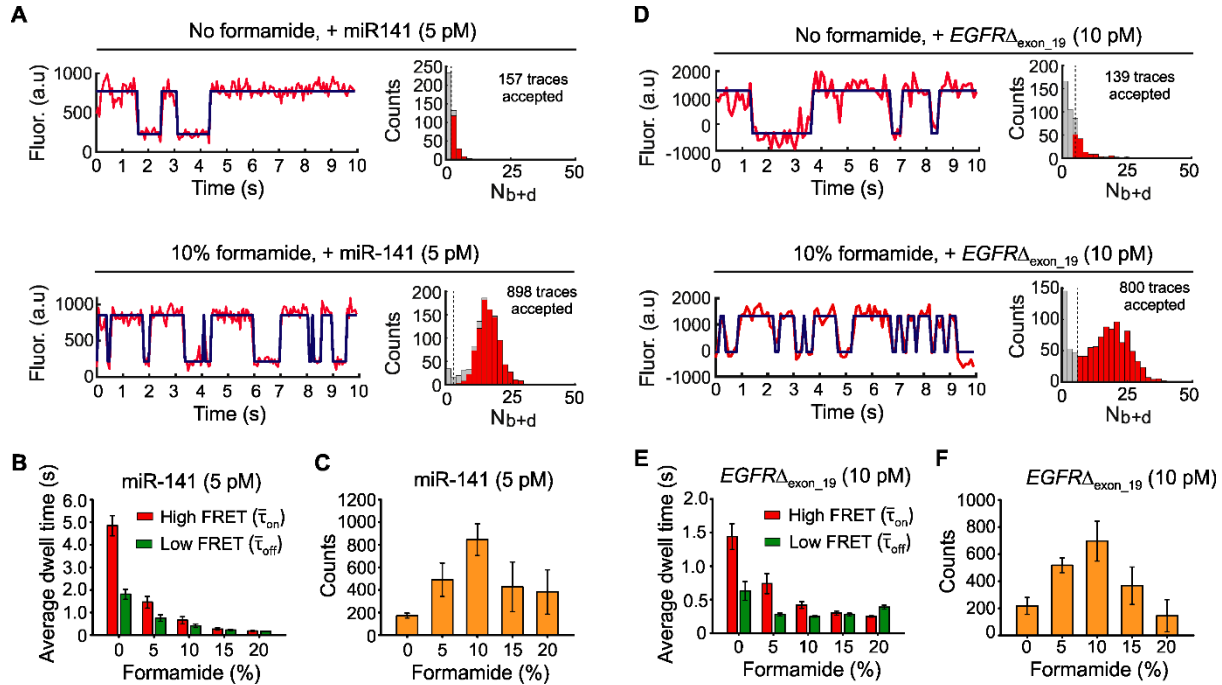 A
No formamide, + miR141 (5 pM)
Fluor. (a.u)
1000
500
0
0 1 2 3 4 5 6 7 8 9 10
Time (s)
Counts
250
200
150
100
50
0
157 traces
accepted
0 25 50
Nb+d
10% formamide, + miR-141 (5 pM)
Fluor. (a.u)
1000
500
0
0 1 2 3 4 5 6 7 8 9 10
Time (s)
Counts
200
150
100
50
0
898 traces
accepted
0 25 50
Nb+d
B
miR-141 (5 pM)
Average dwell time (s)
6.0
5.0
4.0
3.0
2.0
1.0
0
High FRET (τ̅on)
Low FRET (τ̅off)
0 5 10 15 20
Formamide (%)
C
miR-141 (5 pM)
Counts
1200
1000
800
600
400
200
0
0 5 10 15 20
Formamide (%)
D
No formamide, + EGFRΔexon_19 (10 pM)
Fluor. (a.u)
2000
1000
0
-1000
0 1 2 3 4 5 6 7 8 9 10
Time (s)
Counts
200
150
100
50
0
139 traces
accepted
0 25 50
Nb+d
10% formamide, + EGFRΔexon_19 (10 pM)
Fluor. (a.u)
2000
1000
0
-1000
0 1 2 3 4 5 6 7 8 9 10
Time (s)
Counts
200
150
100
50
0
800 traces
accepted
0 25 50
Nb+d
E
EGFRΔexon_19 (10 pM)
Average dwell time (s)
2.0
1.5
1.0
0.5
0
High FRET (τ̅on)
Low FRET (τ̅off)
0 5 10 15 20
Formamide (%)
F
EGFRΔexon_19 (10 pM)
Counts
1000
800
600
400
200
0
0 5 10 15 20
Formamide (%)